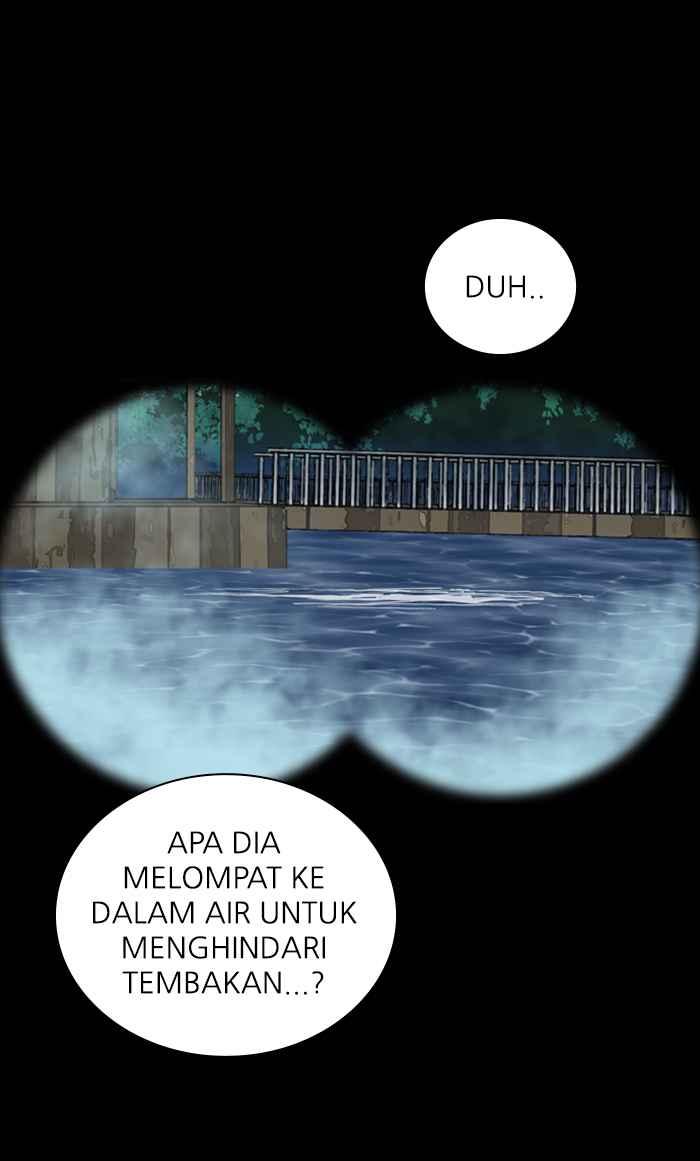 DUH..
APA DIA
MELOMPAT KE
DALAM AIR UNTUK
MENGHINDARI
TEMBAKAN...?